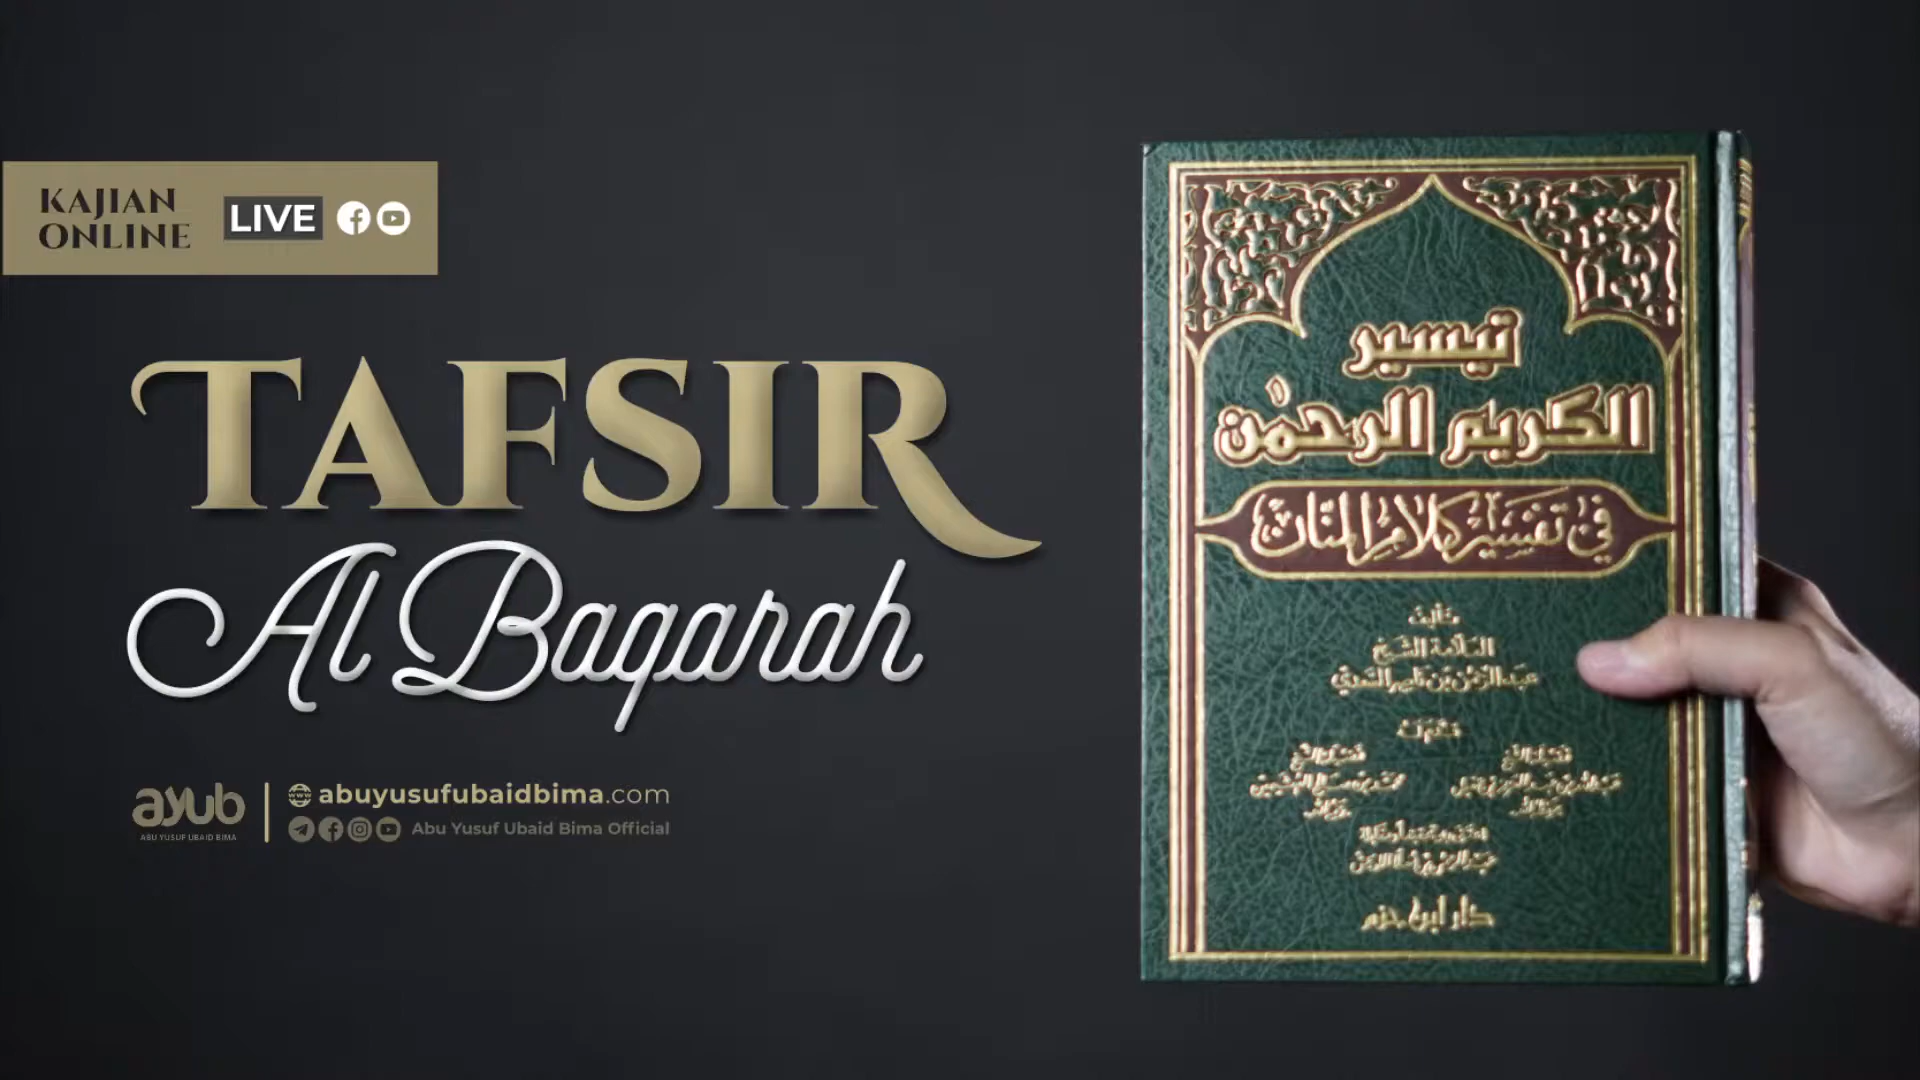 KAJIAN
ONLINE
LIVE
TAFSIR
Al Baqarah
ayub
ABU YUSUF UBAID BIMA
abuyusufubaidbima.com
Abu Yusuf Ubaid Bima Official
تيسير
الكريم الرحمٰن
في تفسير كلام المنان
تأليف
العلامة الشيخ
عبد الرحمن بن ناصر السعدي
دار ابن حزم